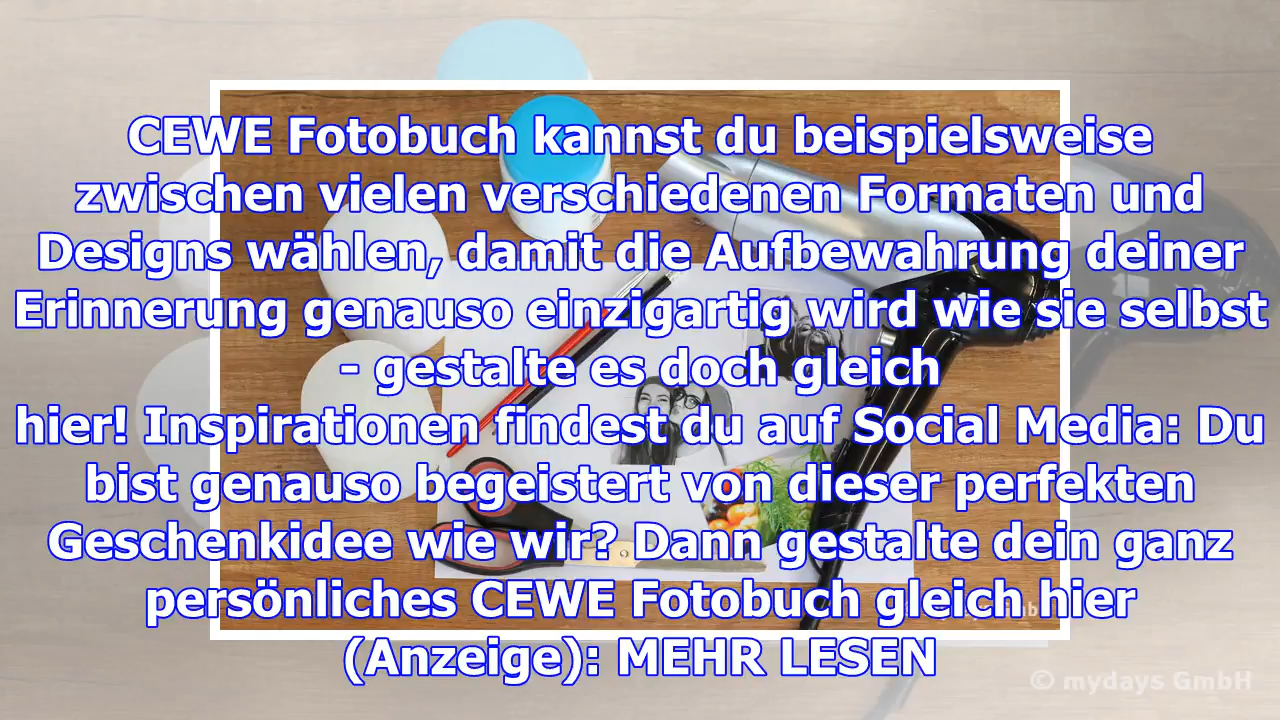 CEWE Fotobuch kannst du beispielsweise
zwischen vielen verschiedenen Formaten und
Designs wählen, damit die Aufbewahrung deiner
Erinnerung genauso einzigartig wird wie sie selbst
- gestalte es doch gleich
hier! Inspirationen findest du auf Social Media: Du
bist genauso begeistert von dieser perfekten
Geschenkidee wie wir? Dann gestalte dein ganz
persönliches CEWE Fotobuch gleich hier
(Anzeige): MEHR LESEN
© mydays GmbH